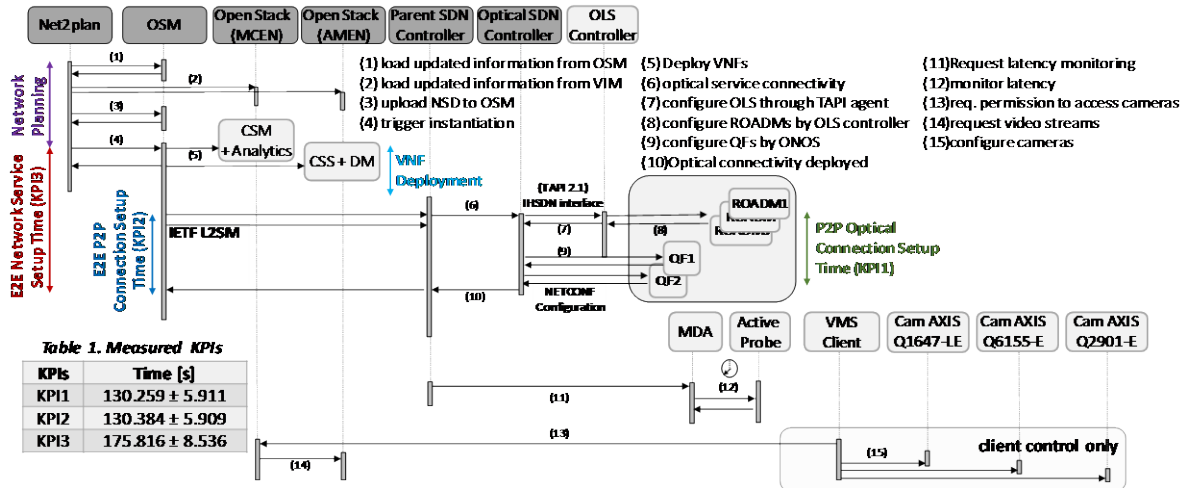 Net2plan
OSM
Open Stack (MCEN)
Open Stack (AMEN)
Parent SDN Controller
Optical SDN Controller
OLS Controller
(1)
(2)
(3)
(4)
(5)
(1) load updated information from OSM
(2) load updated information from VIM
(3) upload NSD to OSM
(4) trigger instantiation
(5) Deploy VNFs
(6) optical service connectivity
(7) configure OLS through TAPI agent
(8) configure ROADMs by OLS controller
(9) configure QFs by ONOS
(10) Optical connectivity deployed
(11)Request latency monitoring
(12)monitor latency
(13)req. permission to access cameras
(14)request video streams
(15)configure cameras
Network Planning
E2E Network Service Setup Time (KPI3)
E2E P2P Connection Setup Time (KPI2)
CSM + Analytics
CSS + DM
VNF Deployment
(TAPI 2.1)
IHSDN interface
IETF L2SM
(6)
(7)
(8)
(9)
(10)
ROADM1
QF1
QF2
NETCONF Configuration
P2P Optical Connection Setup Time (KPI1)
MDA
Active Probe
VMS Client
Cam AXIS Q1647-LE
Cam AXIS Q6155-E
Cam AXIS Q2901-E
Table 1. Measured KPIs
KPIs Time [s]
KPI1 130.259 ± 5.911
KPI2 130.384 ± 5.909
KPI3 175.816 ± 8.536
(11)
(12)
(13)
(14)
(15)
client control only